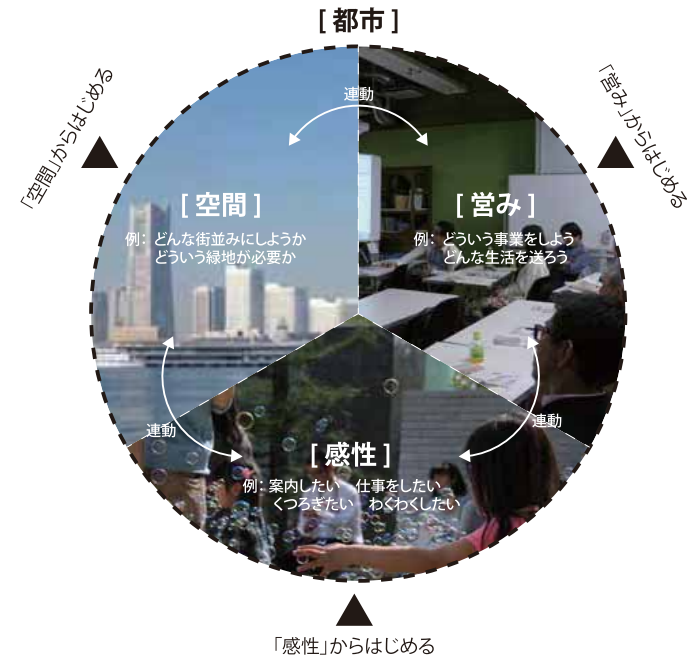 [ 都市 ]
「空間」からはじめる
「営み」からはじめる
連動
[ 空間 ]
例： どんな街並みにしようか
どういう緑地が必要か
[ 営み ]
例： どういう事業をしよう
どんな生活を送ろう
連動
連動
[ 感性 ]
例： 案内したい　仕事をしたい
くつろぎたい　わくわくしたい
「感性」からはじめる